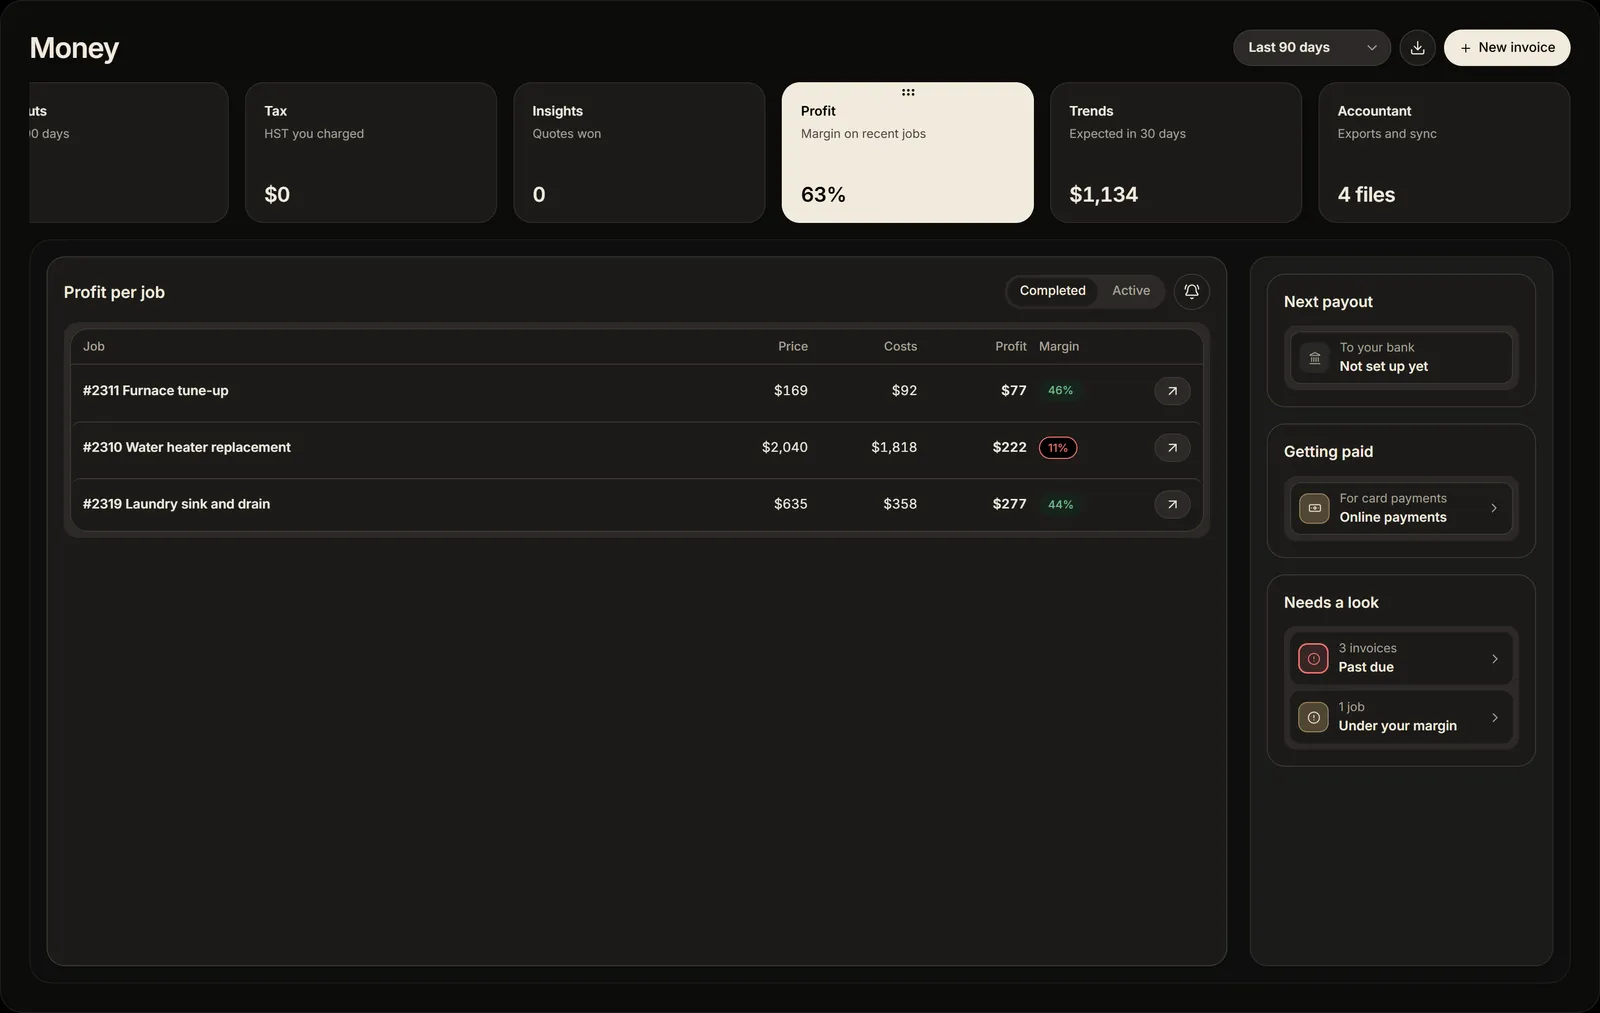 Money
Last 90 days
+ New invoice
uts
0 days
Tax
HST you charged
$0
Insights
Quotes won
0
Profit
Margin on recent jobs
63%
Trends
Expected in 30 days
$1,134
Accountant
Exports and sync
4 files
Profit per job
Completed Active
Job Price Costs Profit Margin
#2311 Furnace tune-up $169 $92 $77 46%
#2310 Water heater replacement $2,040 $1,818 $222 11%
#2319 Laundry sink and drain $635 $358 $277 44%
Next payout
To your bank
Not set up yet
Getting paid
For card payments
Online payments
Needs a look
3 invoices
Past due
1 job
Under your margin